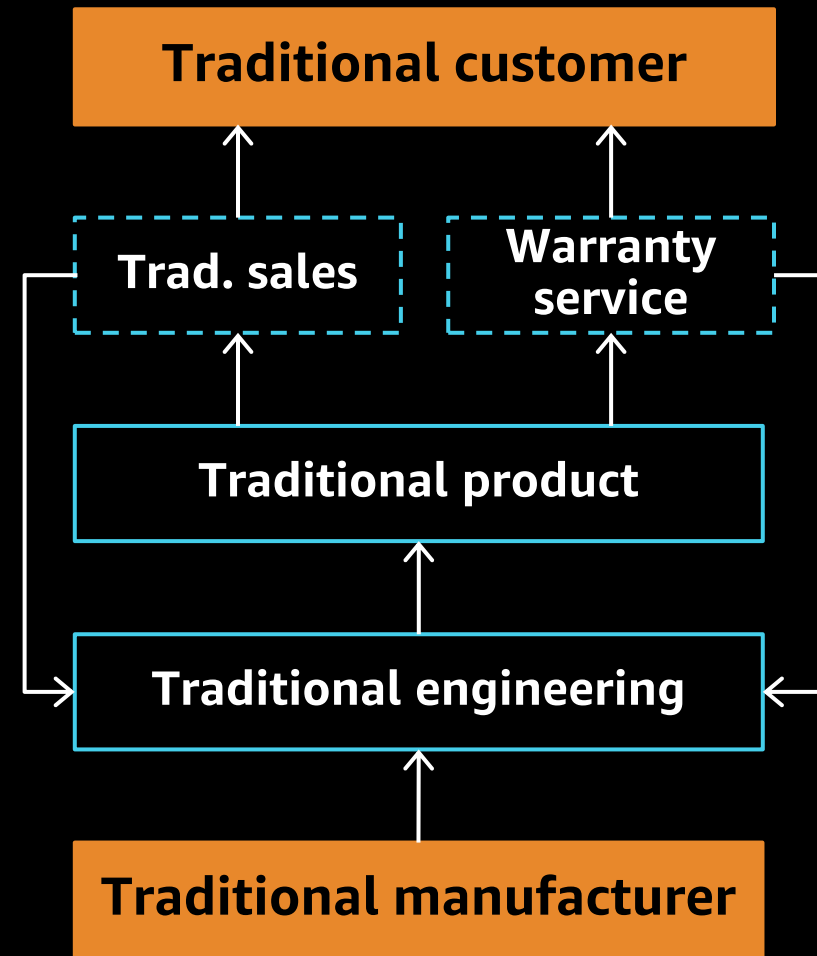 Traditional customer
Trad. sales
Warranty
service
Traditional product
Traditional engineering
Traditional manufacturer